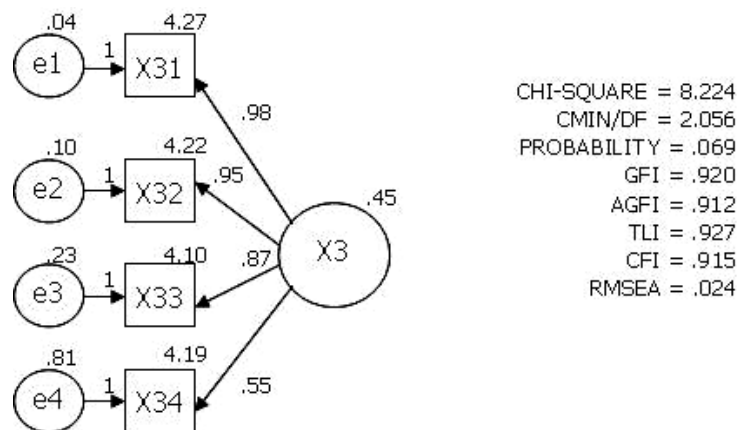 .04
4.27
e1
1
X31
.98
.10
4.22
e2
1
X32
.95
.45
X3
.23
4.10
e3
1
X33
.87
.81
4.19
e4
1
X34
.55
CHI-SQUARE = 8.224
CMIN/DF = 2.056
PROBABILITY = .069
GFI = .920
AGFI = .912
TLI = .927
CFI = .915
RMSEA = .024